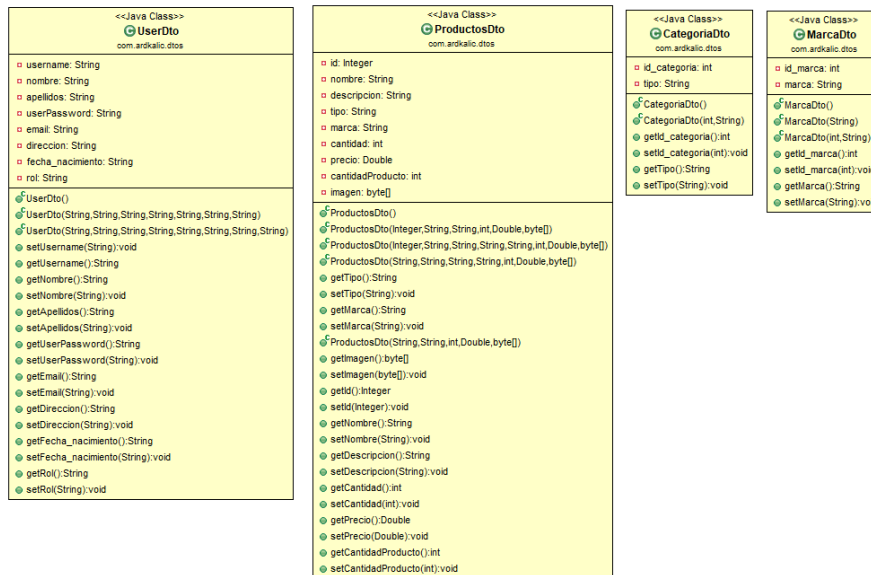 <<Java Class>>
UserDto
com.ardkalic.dtos
username: String
nombre: String
apellidos: String
userPassword: String
email: String
direccion: String
fecha_nacimiento: String
rol: String
UserDto()
UserDto(String,String,String,String,String,String,String)
UserDto(String,String,String,String,String,String,String,String)
setUsername(String):void
getUsername():String
getNombre():String
setNombre(String):void
getApellidos():String
setApellidos(String):void
getUserPassword():String
setUserPassword(String):void
getEmail():String
setEmail(String):void
getDireccion():String
setDireccion(String):void
getFecha_nacimiento():String
setFecha_nacimiento(String):void
getRol():String
setRol(String):void
<<Java Class>>
ProductosDto
com.ardkalic.dtos
id: Integer
nombre: String
descripcion: String
tipo: String
marca: String
cantidad: int
precio: Double
cantidadProducto: int
imagen: byte[]
ProductosDto()
ProductosDto(Integer,String,String,int,Double,byte[])
ProductosDto(Integer,String,String,String,String,int,Double,byte[])
ProductosDto(String,String,String,String,int,Double,byte[])
getTipo():String
setTipo(String):void
getMarca():String
setMarca(String):void
ProductosDto(String,String,int,Double,byte[])
getImagen():byte[]
setImagen(byte[]):void
getId():Integer
setId(Integer):void
getNombre():String
setNombre(String):void
getDescripcion():String
setDescripcion(String):void
getCantidad():int
setCantidad(int):void
getPrecio():Double
setPrecio(Double):void
getCantidadProducto():int
setCantidadProducto(int):void
<<Java Class>>
CategoriaDto
com.ardkalic.dtos
id_categoria: int
tipo: String
CategoriaDto()
CategoriaDto(int,String)
getId_categoria():int
setId_categoria(int):void
getTipo():String
setTipo(String):void
<<Java Class>>
MarcaDto
com.ardkalic.dtos
id_marca: int
marca: String
MarcaDto()
MarcaDto(String)
MarcaDto(int,String)
getId_marca():int
setId_marca(int):voi
getMarca():String
setMarca(String):vo